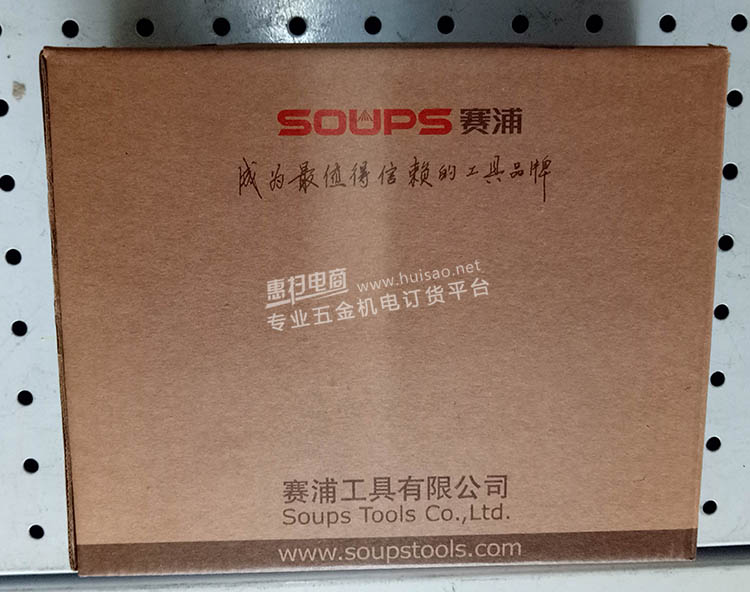 SOUPS 赛浦
成为最值得信赖的工具品牌
惠扫电商 www.huisao.net
专业五金机电订货平台
赛浦工具有限公司
Soups Tools Co.,Ltd.
www.soupstools.com